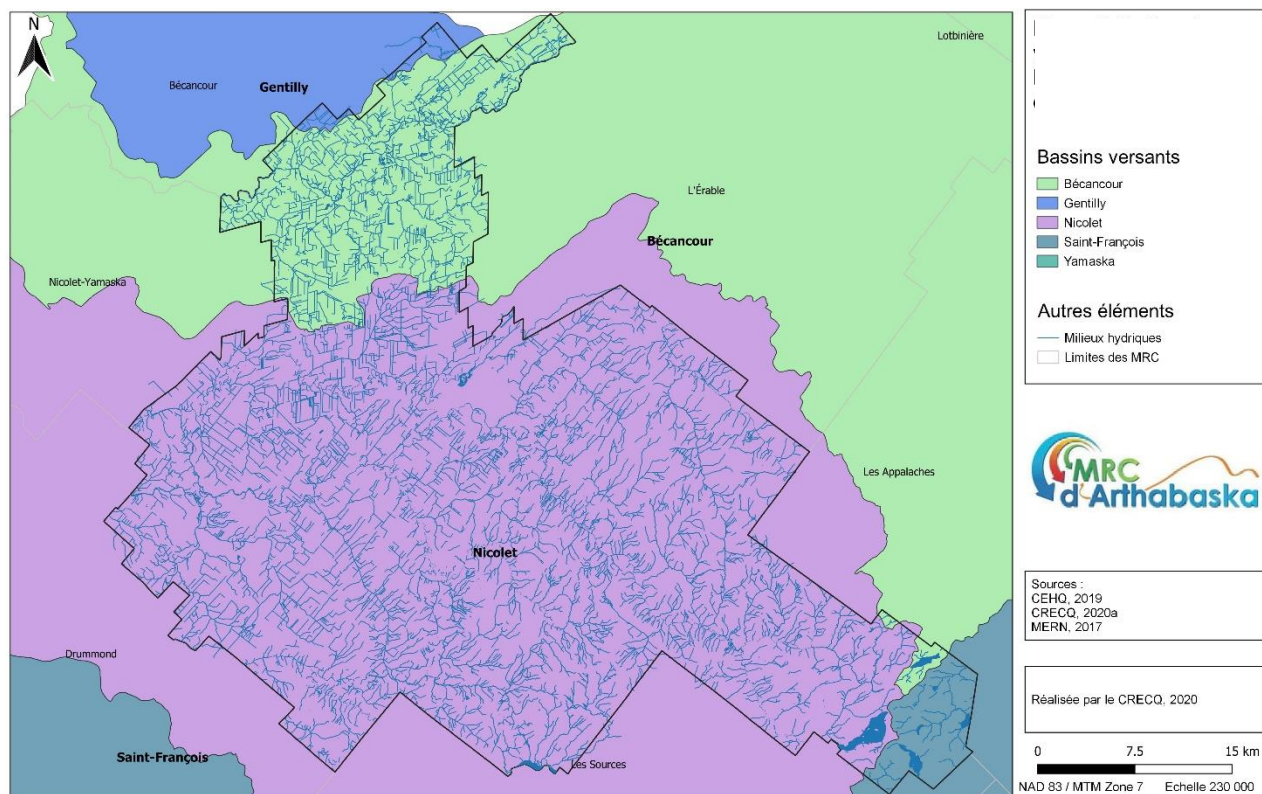 N
Lotbinière
Bécancour
Gentilly
L'Érable
Bécancour
Nicolet-Yamaska
Les Appalaches
Nicolet
Drummond
Saint-François
Les Sources
Bassins versants
Bécancour
Gentilly
Nicolet
Saint-François
Yamaska
Autres éléments
Milieux hydriques
Limites des MRC
MRC
d'Arthabaska
Sources :
CEHQ, 2019
CRECQ, 2020a
MERN, 2017
Réalisée par le CRECQ, 2020
0 7.5 15 km
NAD 83 / MTM Zone 7 Echelle 230 000